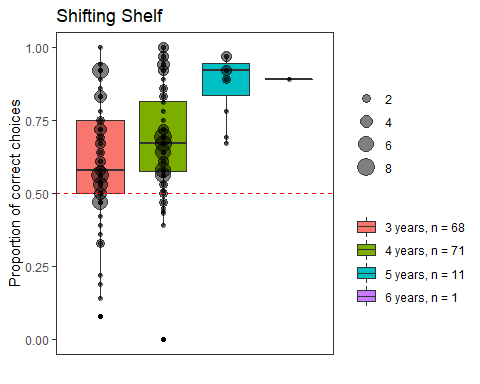 Shifting Shelf
Proportion of correct choices
1.00
0.75
0.50
0.25
0.00
2
4
6
8
3 years, n = 68
4 years, n = 71
5 years, n = 11
6 years, n = 1